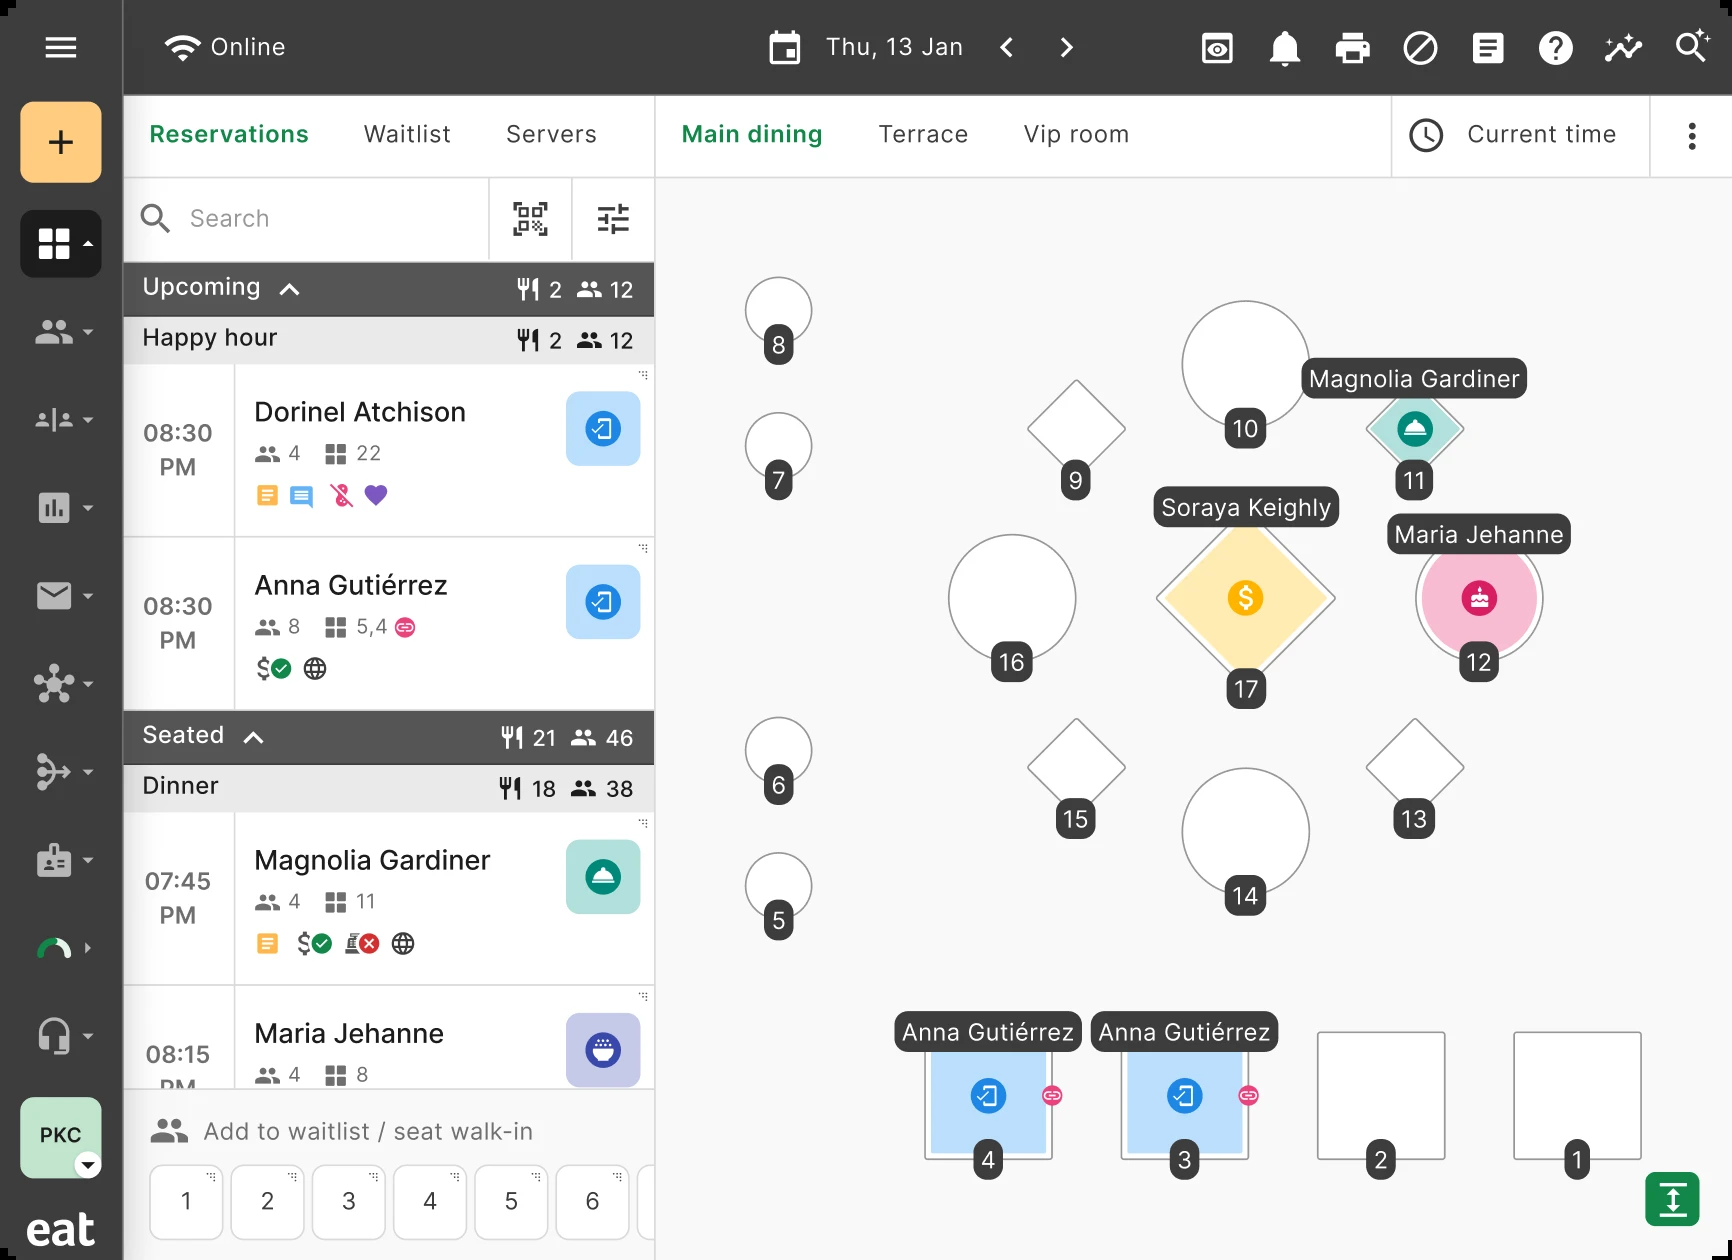 Online
Thu, 13 Jan
Reservations
Waitlist
Servers
Main dining
Terrace
Vip room
Current time
Search
Upcoming
2
12
Happy hour
2
12
08:30
PM
Dorinel Atchison
4
22
08:30
PM
Anna Gutiérrez
8
5,4
Seated
21
46
Dinner
18
38
07:45
PM
Magnolia Gardiner
4
11
08:15
PM
Maria Jehanne
4
8
Add to waitlist / seat walk-in
1
2
3
4
5
6
PKC
eat
8
7
10
Magnolia Gardiner
9
11
Soraya Keighly
Maria Jehanne
16
17
12
6
15
13
5
14
Anna Gutiérrez
Anna Gutiérrez
4
3
2
1